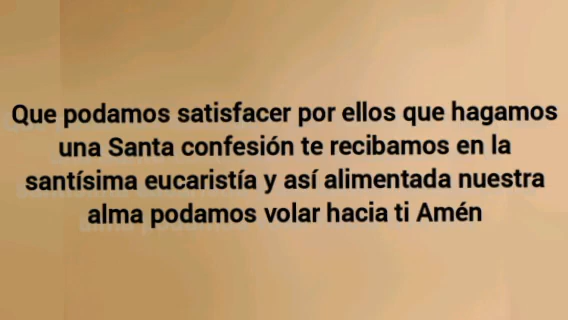 Que podamos satisfacer por ellos que hagamos
una Santa confesión te recibamos en la
santísima eucaristía y así alimentada nuestra
alma podamos volar hacia ti Amén